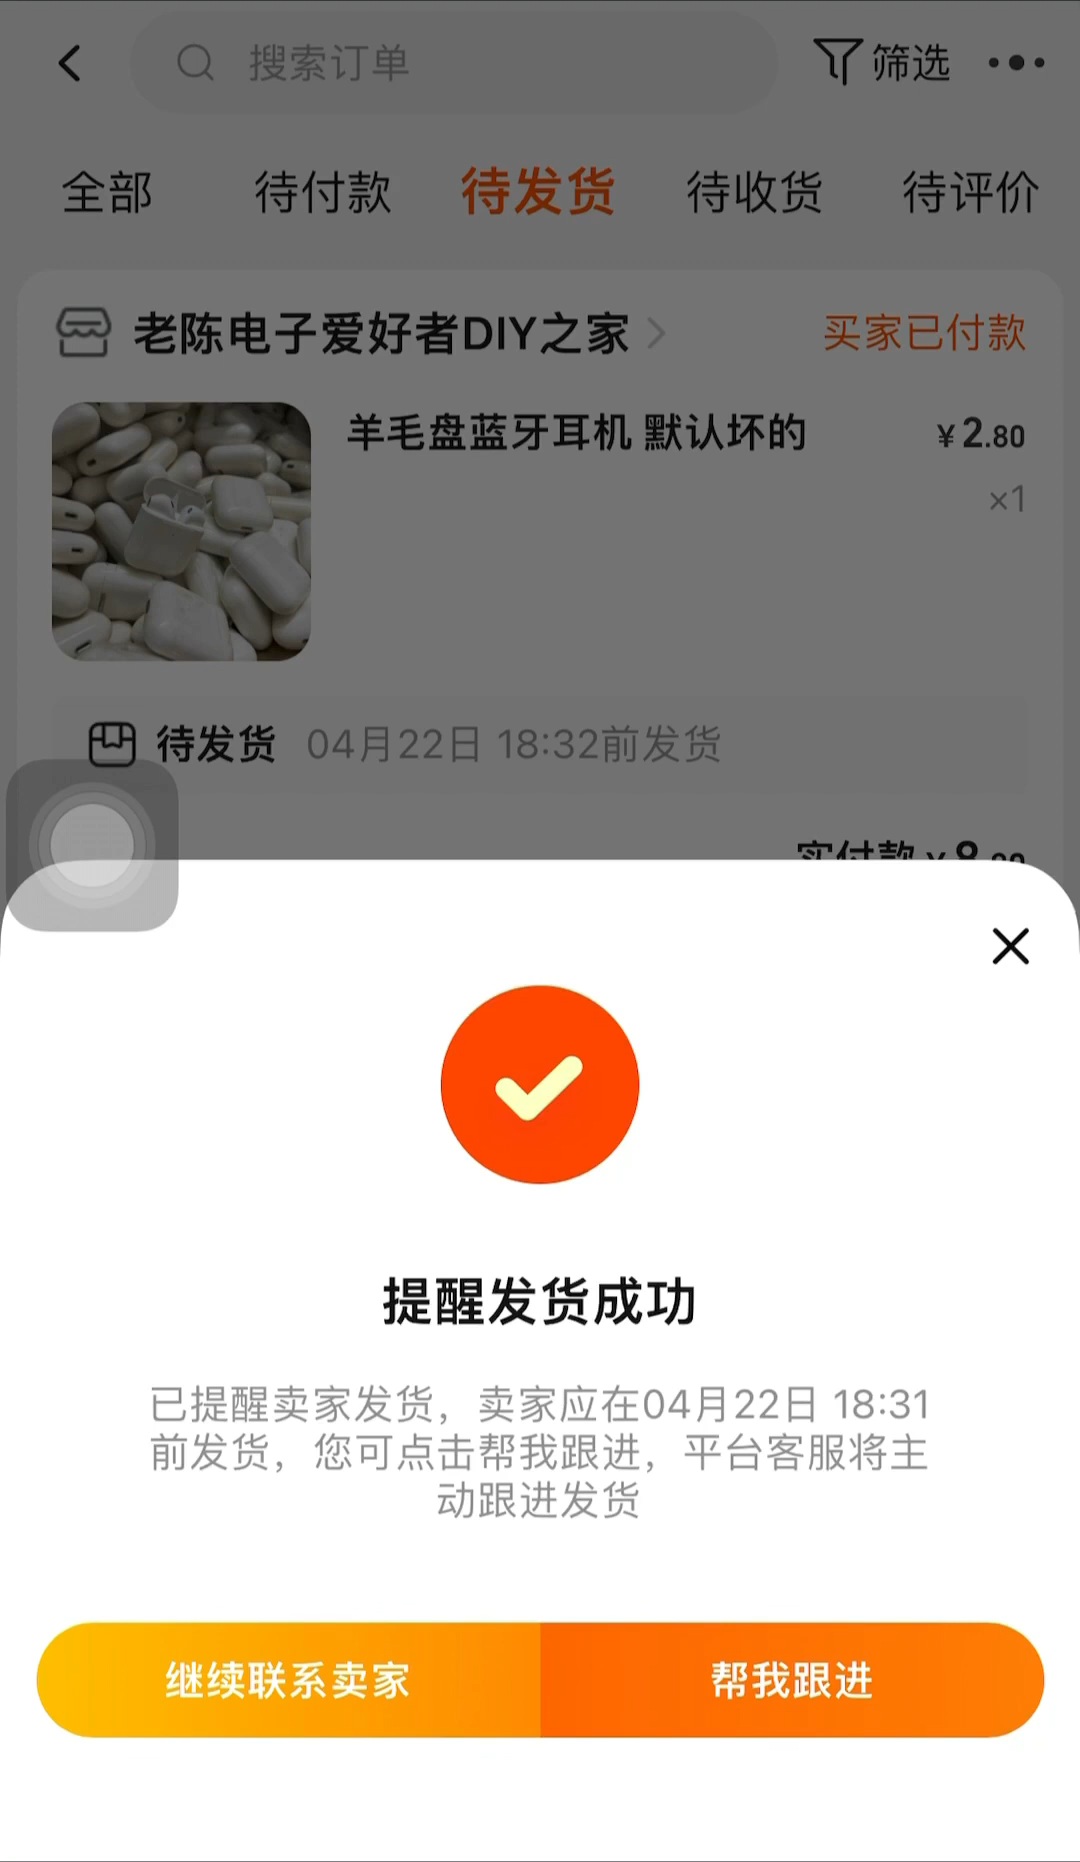 搜索订单
筛选
全部 待付款 待发货 待收货 待评价
老陈电子爱好者DIY之家
买家已付款
羊毛盘蓝牙耳机 默认坏的
¥2.80
×1
待发货 04月22日 18:32前发货
实付款
提醒发货成功
已提醒卖家发货，卖家应在04月22日 18:31
前发货，您可点击帮我跟进，平台客服将主
动跟进发货
继续联系卖家
帮我跟进